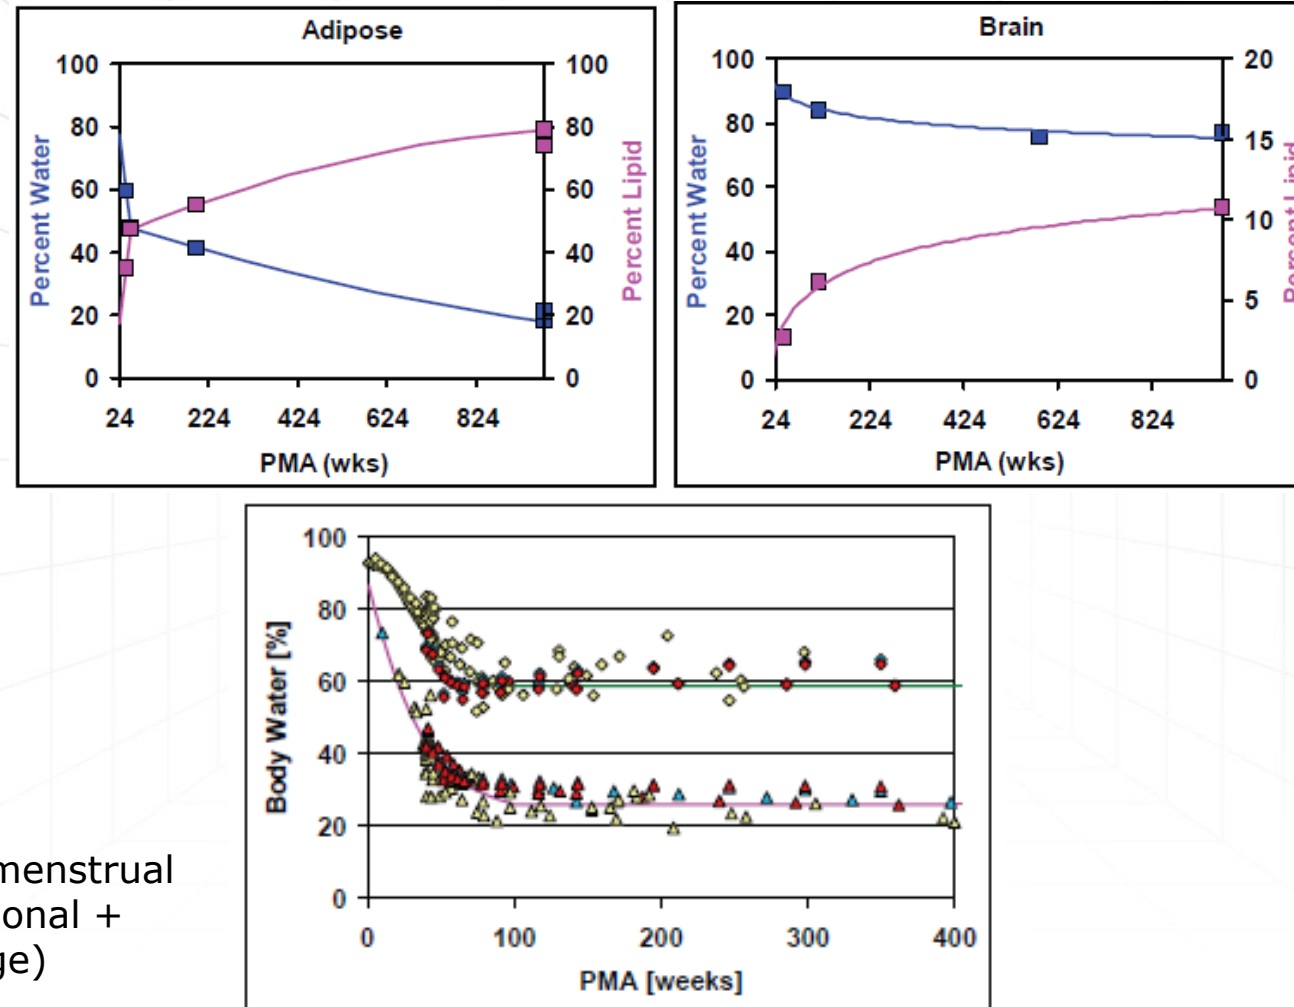 Adipose
100
80
60
40
20
0
Percent Water
100
80
60
40
20
0
Percent Lipid
24 224 424 624 824
PMA (wks)
Brain
100
80
60
40
20
0
Percent Water
20
15
10
5
0
Percent Lipid
24 224 424 624 824
PMA (wks)
100
80
60
40
20
0
Body Water [%]
0 100 200 300 400
PMA [weeks]
menstrual
onal +
ge)